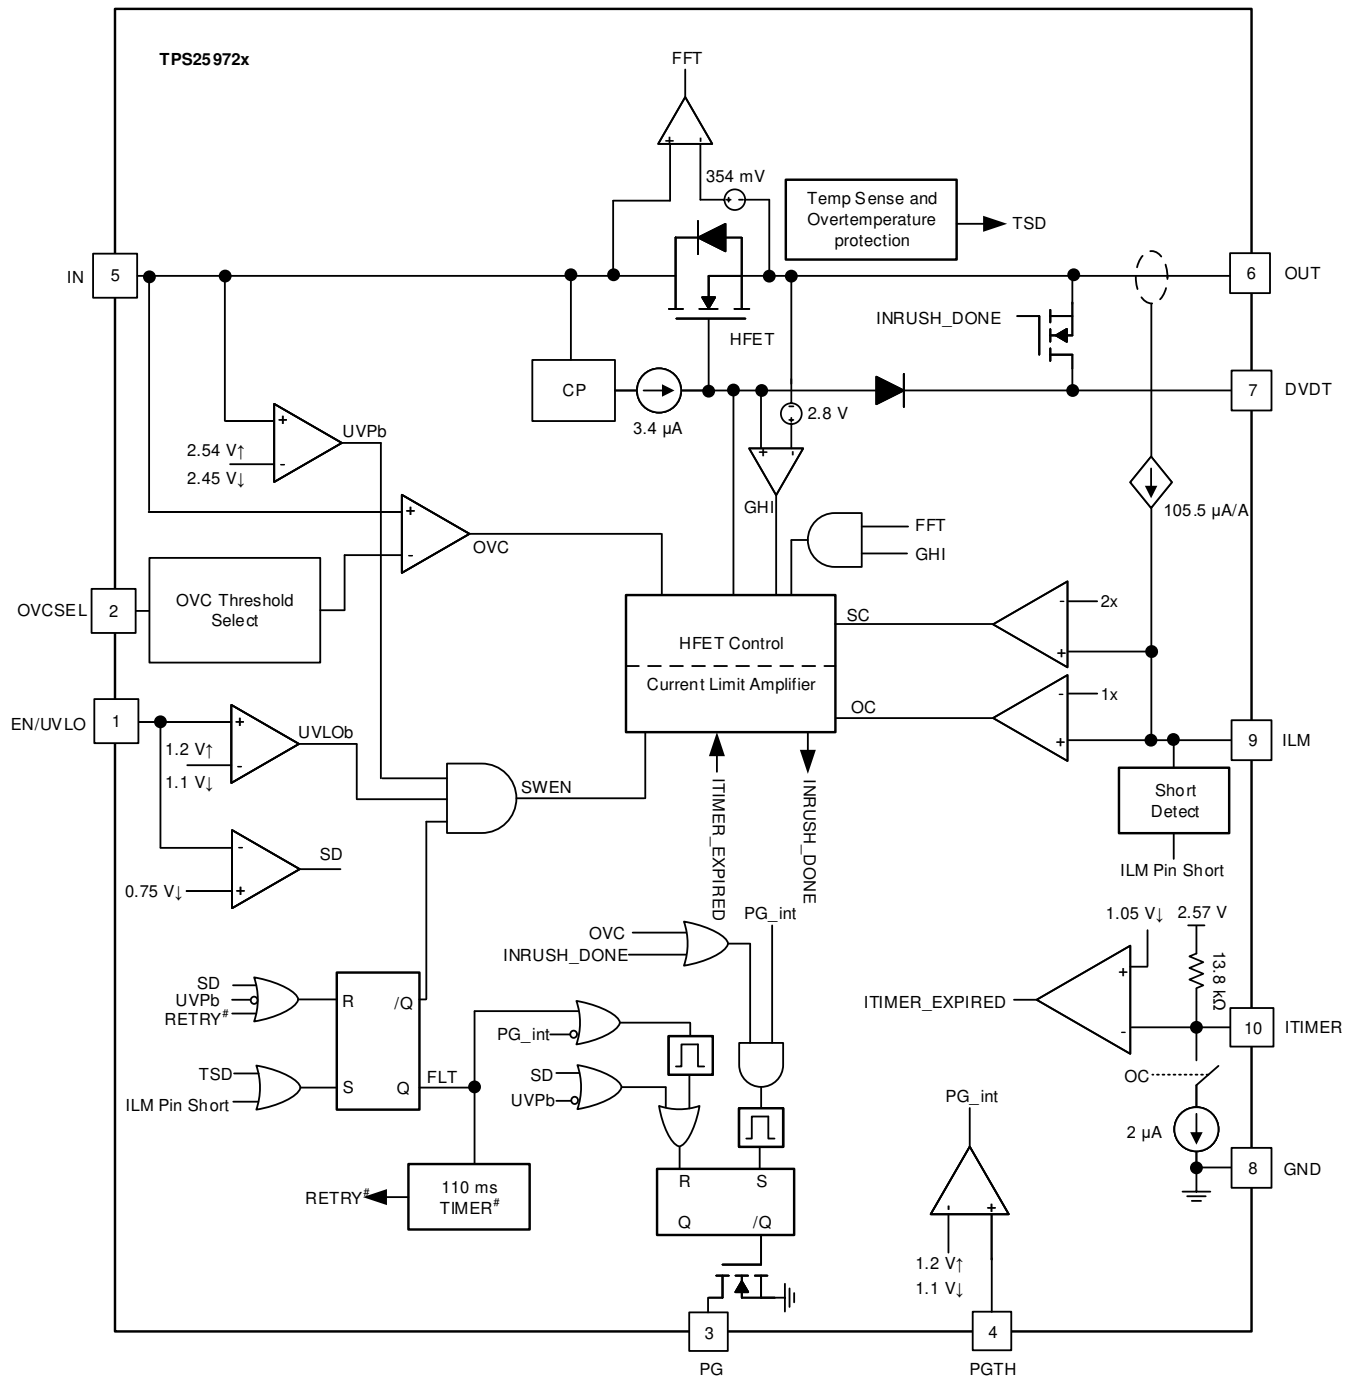 TPS25972x
FFT
+
-
354 mV
+ -
Temp Sense and
Overtemperature
protection
TSD
IN
5
6
OUT
INRUSH_DONE
HFET
CP
3.4 µA
2.8 V
7
DVDT
+
-
UVPb
2.54 V↑
2.45 V↓
+
-
GHI
105.5 µA/A
+
-
OVC
FFT
GHI
OVCSEL
2
OVC Threshold
Select
HFET Control
Current Limit Amplifier
SC
-
+
2x
OC
-
+
1x
EN/UVLO
1
+
-
UVLOb
1.2 V↑
1.1 V↓
9
ILM
SWEN
ITIMER_EXPIRED
INRUSH_DONE
Short
Detect
ILM Pin Short
-
+
SD
0.75 V↓
PG_int
OVC
INRUSH_DONE
1.05 V↓
2.57 V
13.8 kΩ
+
-
ITIMER_EXPIRED
10
ITIMER
SD
UVPb
RETRY#
R
/Q
S
Q
TSD
ILM Pin Short
FLT
PG_int
SD
UVPb
OC
2 µA
8
GND
PG_int
-
+
1.2 V↑
1.1 V↓
110 ms
TIMER#
RETRY#
R
S
Q
/Q
3
PG
4
PGTH